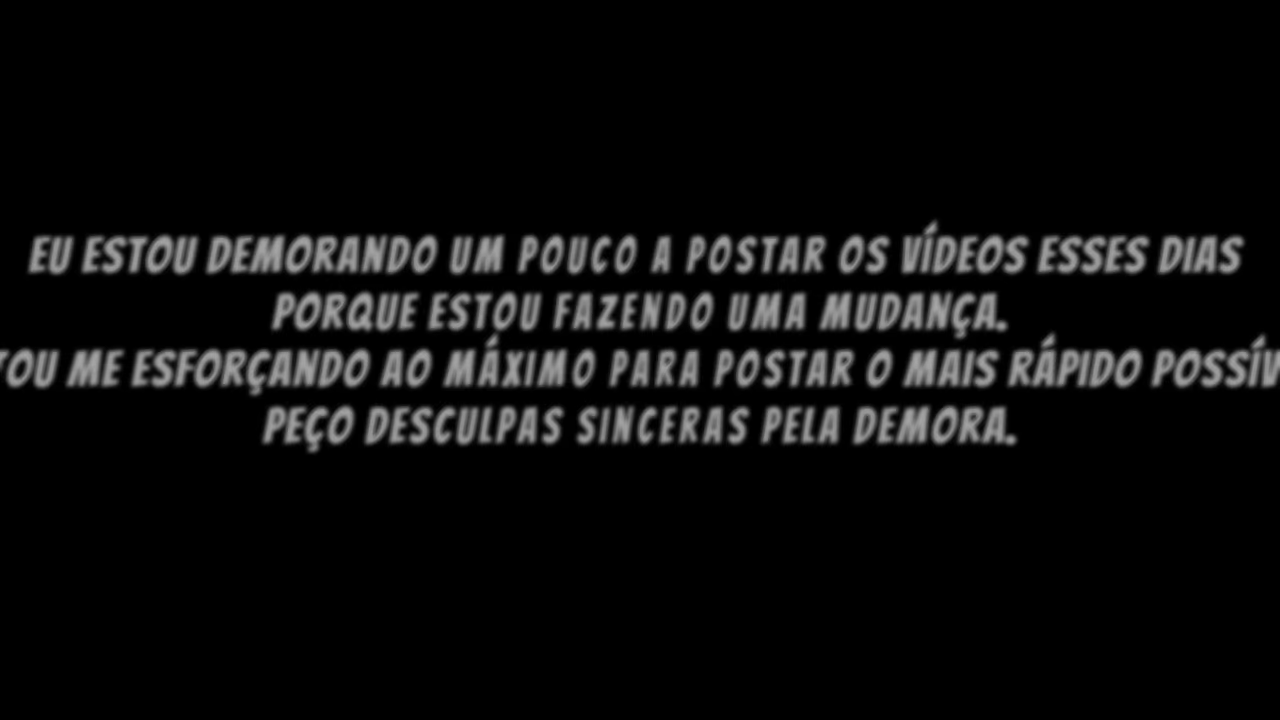 EU ESTOU DEMORANDO UM POUCO A POSTAR OS VÍDEOS ESSES DIAS
PORQUE ESTOU FAZENDO UMA MUDANÇA.
ME ESFORÇANDO AO MÁXIMO PARA POSTAR O MAIS RÁPIDO
PEÇO DESCULPAS SINCERAS PELA DEMORA.